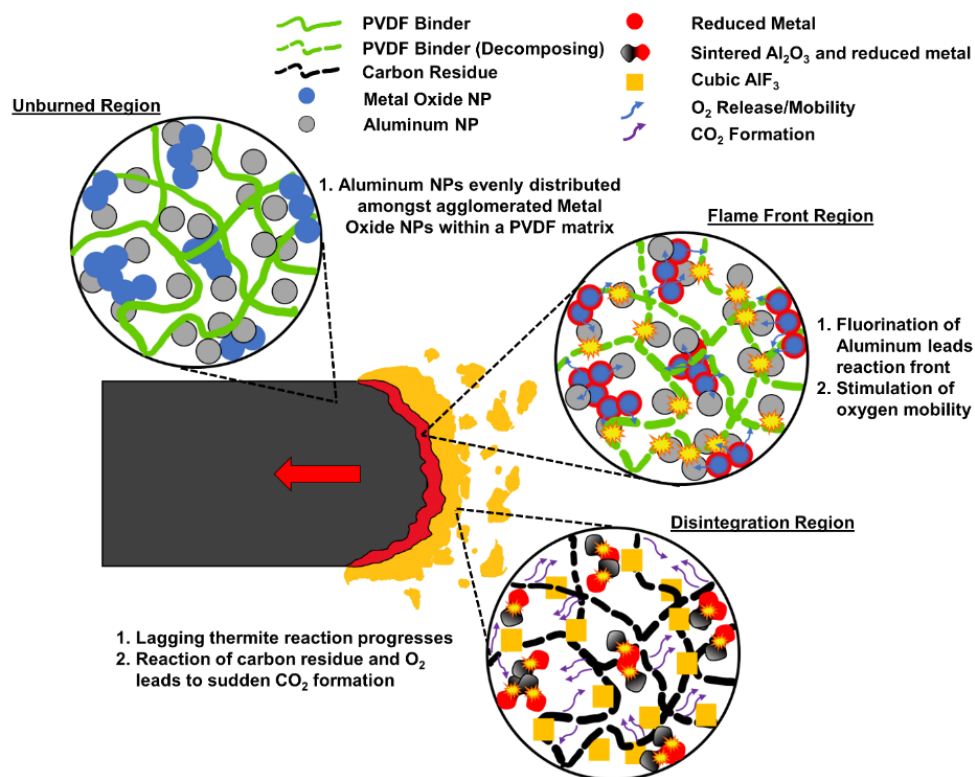 PVDF Binder
PVDF Binder (Decomposing)
Carbon Residue
Metal Oxide NP
Aluminum NP
Reduced Metal
Sintered Al₂O₃ and reduced metal
Cubic AlF₃
O₂ Release/Mobility
CO₂ Formation
Unburned Region
1. Aluminum NPs evenly distributed
amongst agglomerated Metal
Oxide NPs within a PVDF matrix
Flame Front Region
1. Fluorination of
Aluminum leads
reaction front
2. Stimulation of
oxygen mobility
Disintegration Region
1. Lagging thermite reaction progresses
2. Reaction of carbon residue and O₂
leads to sudden CO₂ formation